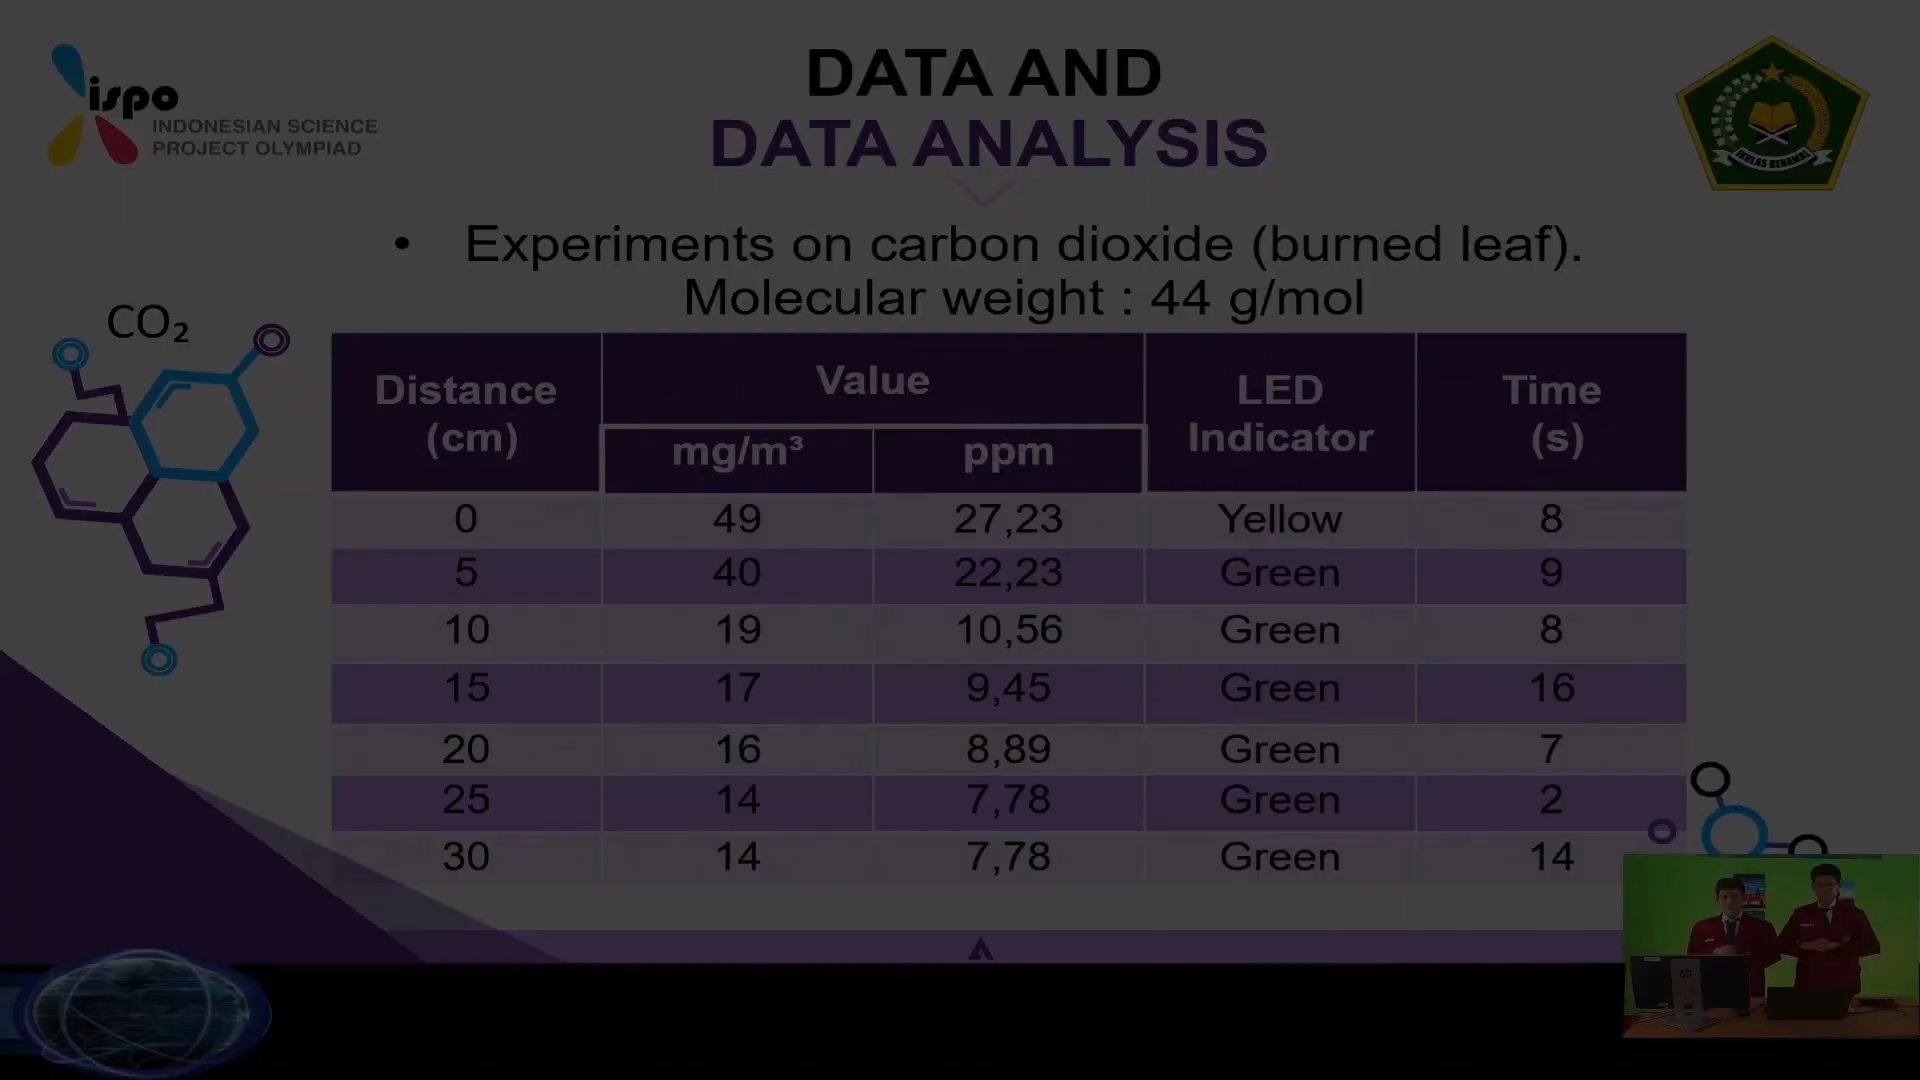 ispo
INDONESIAN SCIENCE
PROJECT OLYMPIAD
DATA AND
DATA ANALYSIS
IKHLAS BERAMAL
• Experiments on carbon dioxide (burned leaf).
Molecular weight : 44 g/mol
CO₂
Distance (cm) Value LED Indicator Time (s)
mg/m³ ppm
0 49 27,23 Yellow 8
5 40 22,23 Green 9
10 19 10,56 Green 8
15 17 9,45 Green 16
20 16 8,89 Green 7
25 14 7,78 Green 2
30 14 7,78 Green 14